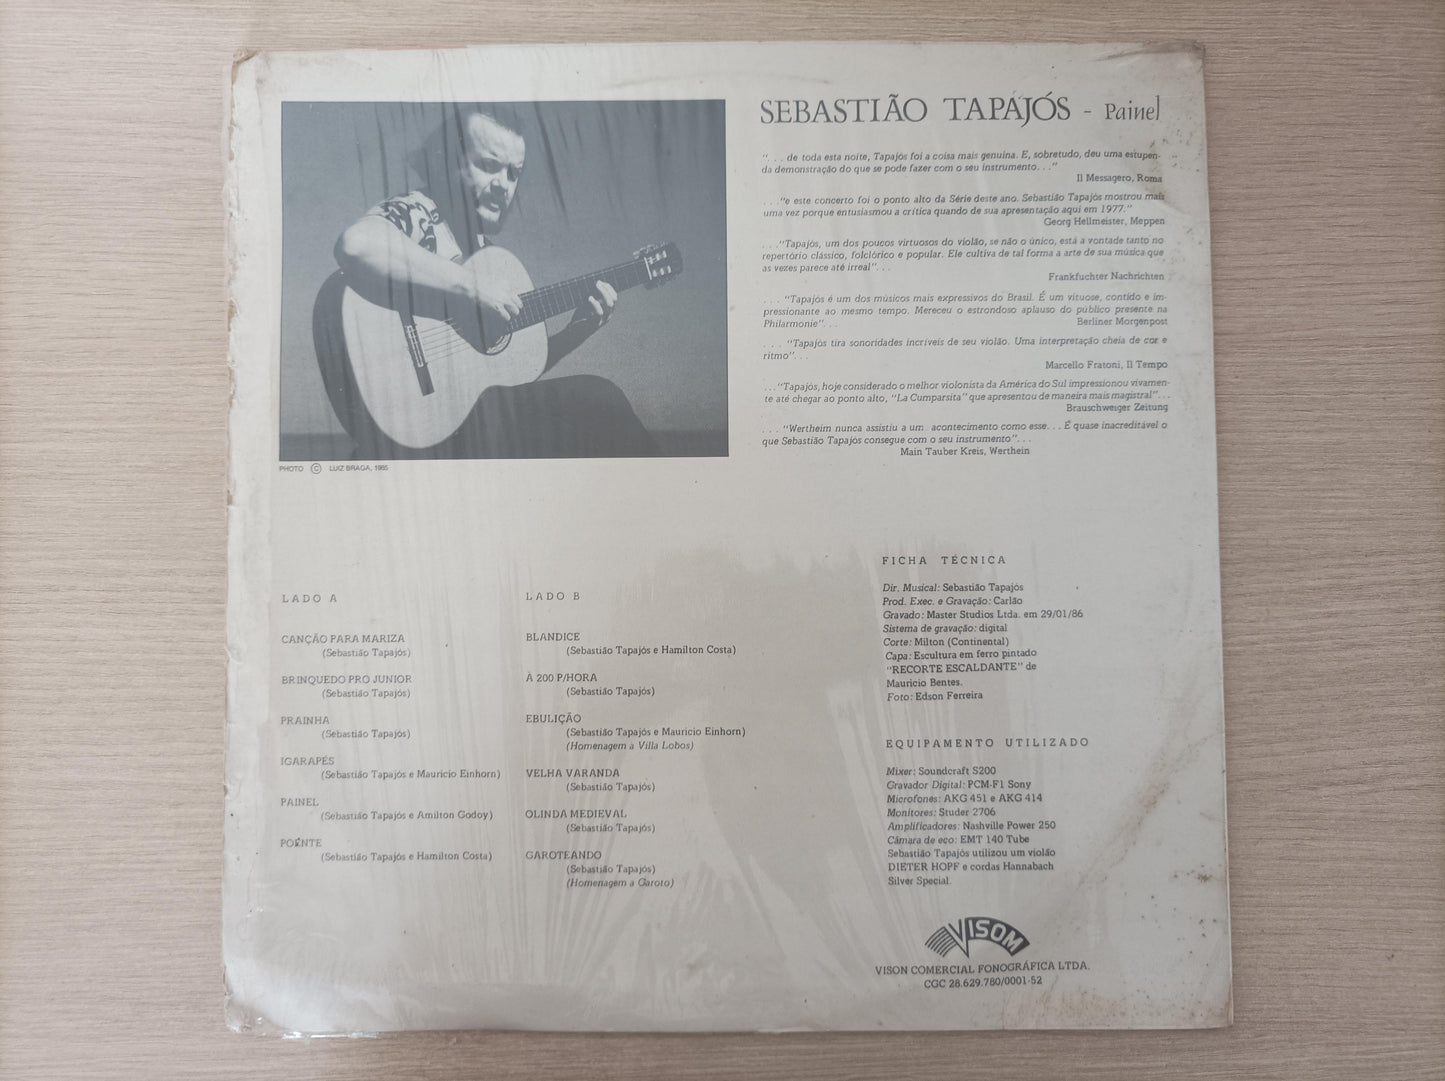 SEBASTIÃO TAPAJÓS - Painel
". . . de toda esta noite, Tapajós foi a coisa mais genuina. E, sobretudo, deu uma estupen-
da demonstração do que se pode fazer com o seu instrumento. . ."
Il Messagero, Roma
. . ."e este concerto foi o ponto alto da Série deste ano. Sebastião Tapajós mostrou mais
uma vez porque entusiasmou a crítica quando de sua apresentação aqui em 1977."
Georg Hellmeister, Meppen
. . ."Tapajós, um dos poucos virtuosos do violão, se não o único, está a vontade tanto no
repertório clássico, folclórico e popular. Ele cultiva de tal forma a arte de sua música que
as vezes parece até irreal". . .
Frankfuchter Nachrichten
. . . "Tapajós é um dos músicos mais expressivos do Brasil. É um vituose, contido e im-
pressionante ao mesmo tempo. Mereceu o estrondoso aplauso do público presente na
Philarmonie". . .
Berliner Morgenpost
. . . "Tapajós tira sonoridades incríveis de seu violão. Uma interpretação cheia de cor e
ritmo". . .
Marcello Fratoni, Il Tempo
. . ."Tapajós, hoje considerado o melhor violonista da América do Sul impressionou vivamen-
te até chegar ao ponto alto, "La Cumparsita" que apresentou de maneira mais magistral". . .
Brauschweiger Zeitung
. . . "Wertheim nunca assistiu a um acontecimento como esse. . . É quase inacreditável o
que Sebastião Tapajós consegue com o seu instrumento". . .
Main Tauber Kreis, Werthein
PHOTO © LUIZ BRAGA, 1985
LADO A
CANÇÃO PARA MARIZA
(Sebastião Tapajós)
BRINQUEDO PRO JUNIOR
(Sebastião Tapajós)
PRAINHA
(Sebastião Tapajós)
IGARAPÉS
(Sebastião Tapajós e Mauricio Einhorn)
PAINEL
(Sebastião Tapajós e Amilton Godoy)
POENTE
(Sebastião Tapajós e Hamilton Costa)
LADO B
BLANDICE
(Sebastião Tapajós e Hamilton Costa)
À 200 P/HORA
(Sebastião Tapajós)
EBULIÇÃO
(Sebastião Tapajós e Mauricio Einhorn)
(Homenagem à Villa Lobos)
VELHA VARANDA
(Sebastião Tapajós)
OLINDA MEDIEVAL
(Sebastião Tapajós)
GAROTEANDO
(Sebastião Tapajós)
(Homenagem a Garoto)
FICHA TÉCNICA
Dir. Musical: Sebastião Tapajós
Prod. Exec. e Gravação: Carlão
Gravado: Master Studios Ltda. em 29/01/86
Sistema de gravação: digital
Corte: Milton (Continental)
Capa: Escultura em ferro pintado
"RECORTE ESCALDANTE" de
Mauricio Bentes.
Foto: Edson Ferreira
EQUIPAMENTO UTILIZADO
Mixer: Soundcraft S200
Gravador Digital: PCM-F1 Sony
Microfones: AKG 451 e AKG 414
Monitores: Studer 2706
Amplificadores: Nashville Power 250
Câmara de eco: EMT 140 Tube
Sebastião Tapajós utilizou um violão
DIETER HOPF e cordas Hannabach
Silver Special.
VISOM
VISON COMERCIAL FONOGRÁFICA LTDA.
CGC 28.629.780/0001-52